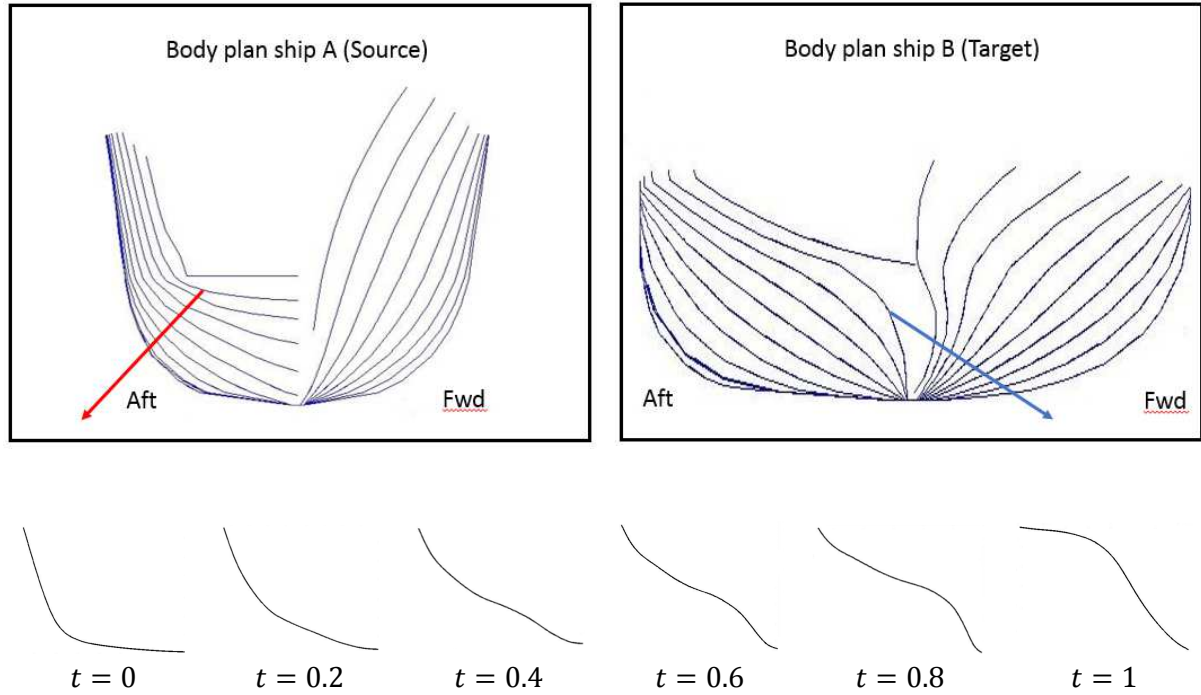 Body plan ship A (Source)
Body plan ship B (Target)
Aft
Fwd
Aft
Fwd
t = 0
t = 0.2
t = 0.4
t = 0.6
t = 0.8
t = 1